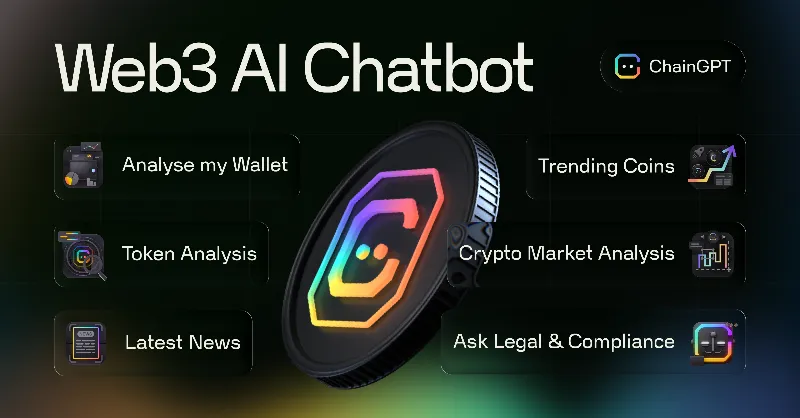 Web3 AI Chatbot
ChainGPT
Analyse my Wallet
Trending Coins
Token Analysis
Crypto Market Analysis
Latest News
Ask Legal & Compliance